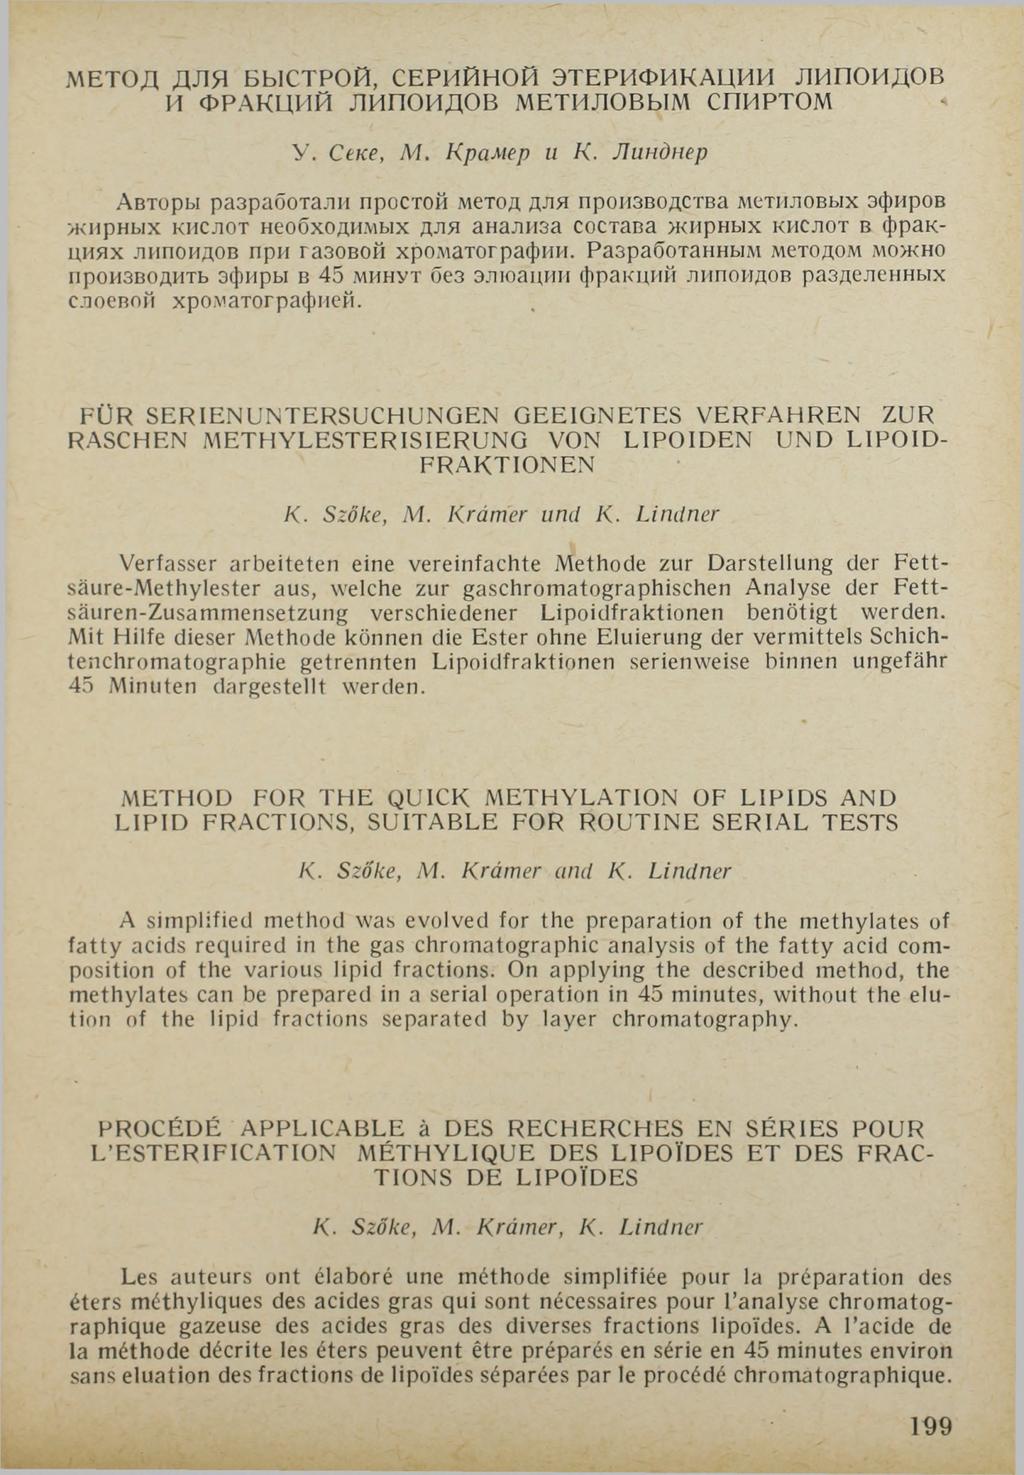 МЕТОД ДЛЯ БЫСТРОЙ, СЕРИЙНОЙ ЭТЕРИФИКАЦИИ ЛИПОИДОВ
И ФРАКЦИЙ ЛИПОИДОВ МЕТИЛОВЫМ СПИРТОМ
У. Секе, М. Крамер и К. Линднер
Авторы разработали простой метод для производства метиловых эфиров
жирных кислот необходимых для анализа состава жирных кислот в фрак-
циях липоидов при газовой хроматографии. Разработанным методом можно
производить эфиры в 45 минут без элюации фракций липоидов разделенных
слоевой хроматографией.
FÜR SERIENUNTERSUCHUNGEN GEEIGNETES VERFAHREN ZUR
RASCHEN METHYLESTERISIERUNG VON LIPOIDEN UND LIPOID-
FRAKTIONEN
K. Szőke, M. Krámer und K. Lindner
Verfasser arbeiteten eine vereinfachte Methode zur Darstellung der Fett-
säure-Methylester aus, welche zur gaschromatographischen Analyse der Fett-
säuren-Zusammensetzung verschiedener Lipoidfraktionen benötigt werden.
Mit Hilfe dieser Methode können die Ester ohne Eluierung der vermittels Schich-
tenchromatographie getrennten Lipoidfraktionen serienweise binnen ungefähr
45 Minuten dargestellt werden.
METHOD FOR THE QUICK METHYLATION OF LIPIDS AND
LIPID FRACTIONS, SUITABLE FOR ROUTINE SERIAL TESTS
K. Szőke, M. Krámer and K. Lindner
A simplified method was evolved for the preparation of the methylates of
fatty acids required in the gas chromatographic analysis of the fatty acid com-
position of the various lipid fractions. On applying the described method, the
methylates can be prepared in a serial operation in 45 minutes, without the elu-
tion of the lipid fractions separated by layer chromatography.
PROCÉDÉ APPLICABLE à DES RECHERCHES EN SÉRIES POUR
L'ESTERIFICATION MÉTHYLIQUE DES LIPOÏDES ET DES FRAC-
TIONS DE LIPOÏDES
K. Szőke, M. Krámer, K. Lindner
Les auteurs ont élaboré une méthode simplifiée pour la préparation des
éters méthyliques des acides gras qui sont nécessaires pour l'analyse chromatog-
raphique gazeuse des acides gras des diverses fractions lipoïdes. A l'acide de
la méthode décrite les éters peuvent être préparés en série en 45 minutes environ
sans eluation des fractions de lipoïdes séparées par le procédé chromatographique.
199